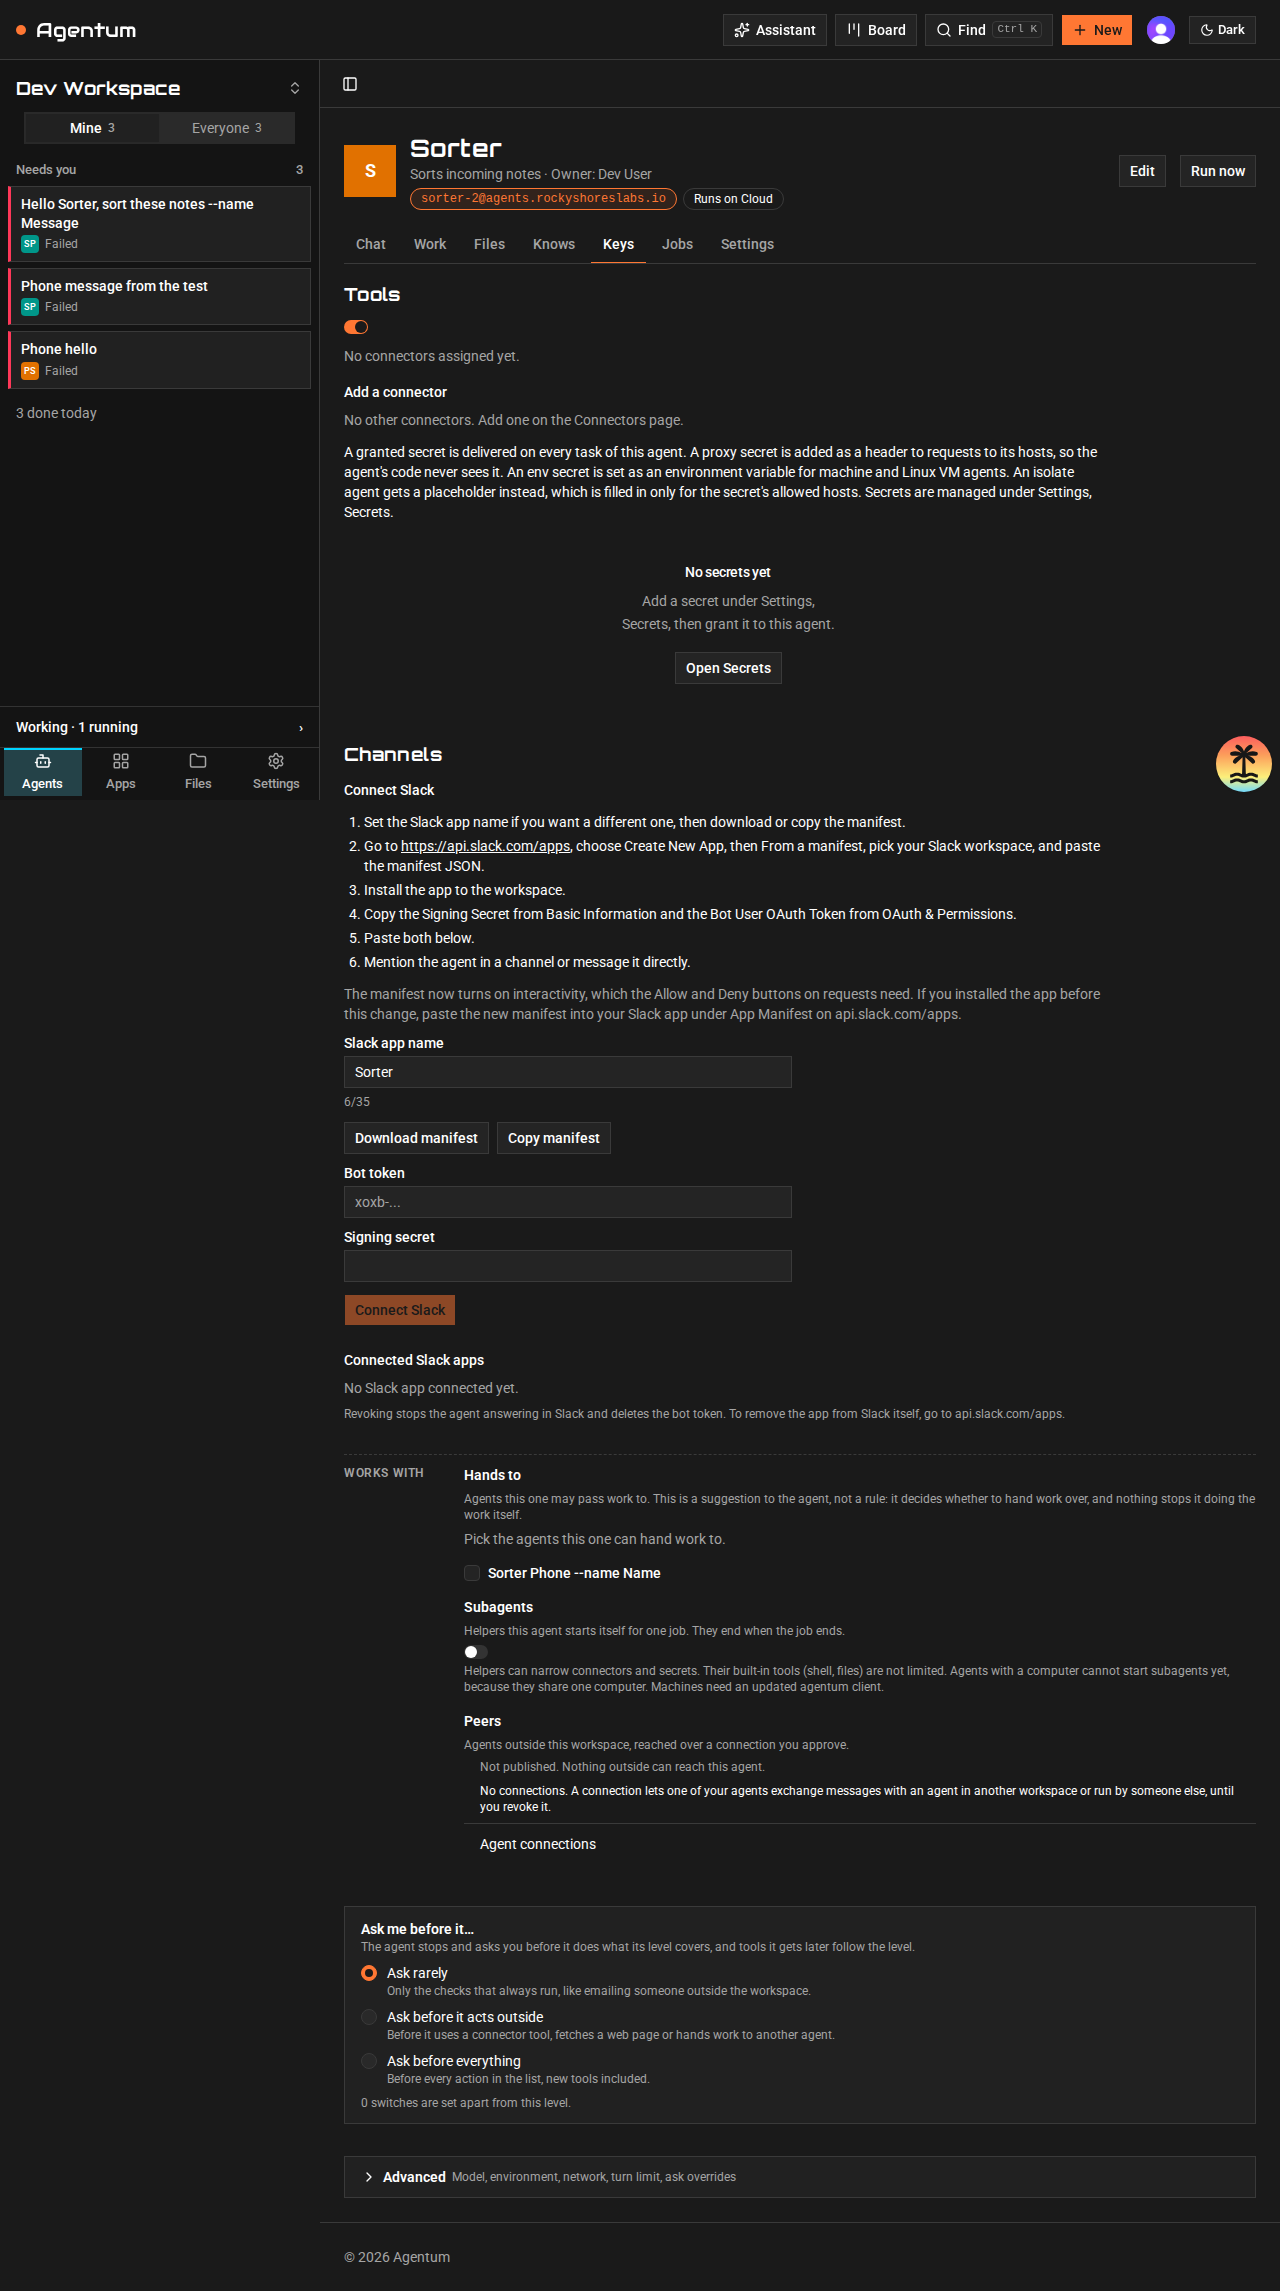 Agentum
Assistant
Board
Find Ctrl K
New
Dark
Dev Workspace
Mine 3
Everyone 3
Needs you 3
Hello Sorter, sort these notes --name
Message
SP Failed
Phone message from the test
SP Failed
Phone hello
PS Failed
3 done today
Working · 1 running ›
Agents
Apps
Files
Settings
S
Sorter
Sorts incoming notes · Owner: Dev User
sorter-2@agents.rockyshoreslabs.io
Runs on Cloud
Edit
Run now
Chat
Work
Files
Knows
Keys
Jobs
Settings
Tools
No connectors assigned yet.
Add a connector
No other connectors. Add one on the Connectors page.
A granted secret is delivered on every task of this agent. A proxy secret is added as a header to requests to its hosts, so the
agent's code never sees it. An env secret is set as an environment variable for machine and Linux VM agents. An isolate
agent gets a placeholder instead, which is filled in only for the secret's allowed hosts. Secrets are managed under Settings,
Secrets.
No secrets yet
Add a secret under Settings,
Secrets, then grant it to this agent.
Open Secrets
Channels
Connect Slack
1. Set the Slack app name if you want a different one, then download or copy the manifest.
2. Go to https://api.slack.com/apps, choose Create New App, then From a manifest, pick your Slack workspace, and paste
the manifest JSON.
3. Install the app to the workspace.
4. Copy the Signing Secret from Basic Information and the Bot User OAuth Token from OAuth & Permissions.
5. Paste both below.
6. Mention the agent in a channel or message it directly.
The manifest now turns on interactivity, which the Allow and Deny buttons on requests need. If you installed the app before
this change, paste the new manifest into your Slack app under App Manifest on api.slack.com/apps.
Slack app name
Sorter
6/35
Download manifest
Copy manifest
Bot token
xoxb-...
Signing secret
Connect Slack
Connected Slack apps
No Slack app connected yet.
Revoking stops the agent answering in Slack and deletes the bot token. To remove the app from Slack itself, go to api.slack.com/apps.
WORKS WITH
Hands to
Agents this one may pass work to. This is a suggestion to the agent, not a rule: it decides whether to hand work over, and nothing stops it doing the
work itself.
Pick the agents this one can hand work to.
Sorter Phone --name Name
Subagents
Helpers this agent starts itself for one job. They end when the job ends.
Helpers can narrow connectors and secrets. Their built-in tools (shell, files) are not limited. Agents with a computer cannot start subagents yet,
because they share one computer. Machines need an updated agentum client.
Peers
Agents outside this workspace, reached over a connection you approve.
Not published. Nothing outside can reach this agent.
No connections. A connection lets one of your agents exchange messages with an agent in another workspace or run by someone else, until
you revoke it.
Agent connections
Ask me before it…
The agent stops and asks you before it does what its level covers, and tools it gets later follow the level.
Ask rarely
Only the checks that always run, like emailing someone outside the workspace.
Ask before it acts outside
Before it uses a connector tool, fetches a web page or hands work to another agent.
Ask before everything
Before every action in the list, new tools included.
0 switches are set apart from this level.
Advanced Model, environment, network, turn limit, ask overrides
© 2026 Agentum